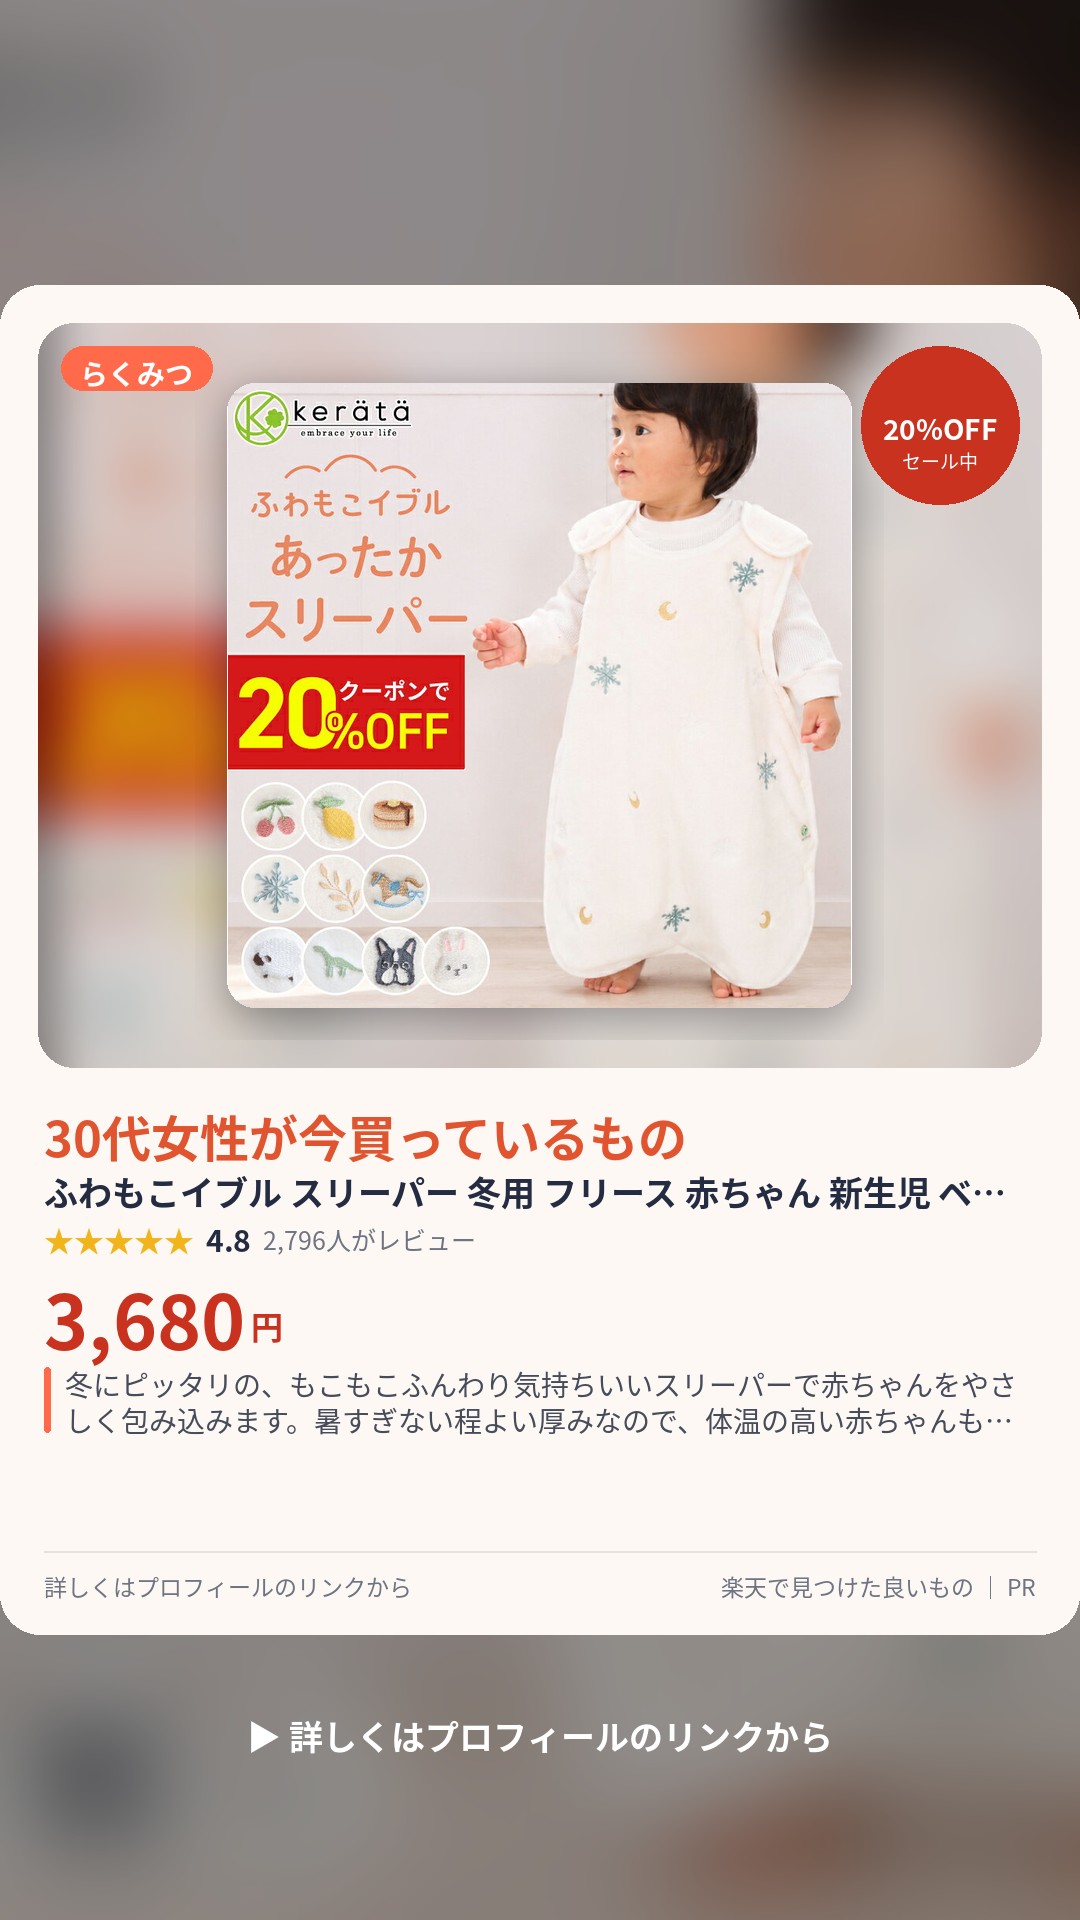 らくみつ
20%OFF
セール中
keräta
embrace your life
ふわもこイブル
あったか
スリーパー
クーポンで
20%OFF
30代女性が今買っているもの
ふわもこイブル スリーパー 冬用 フリース 赤ちゃん 新生児 ベ…
★★★★★ 4.8 2,796人がレビュー
3,680円
冬にピッタリの、もこもこふんわり気持ちいいスリーパーで赤ちゃんをやさ
しく包み込みます。暑すぎない程よい厚みなので、体温の高い赤ちゃんも…
詳しくはプロフィールのリンクから
楽天で見つけた良いもの | PR
▶ 詳しくはプロフィールのリンクから